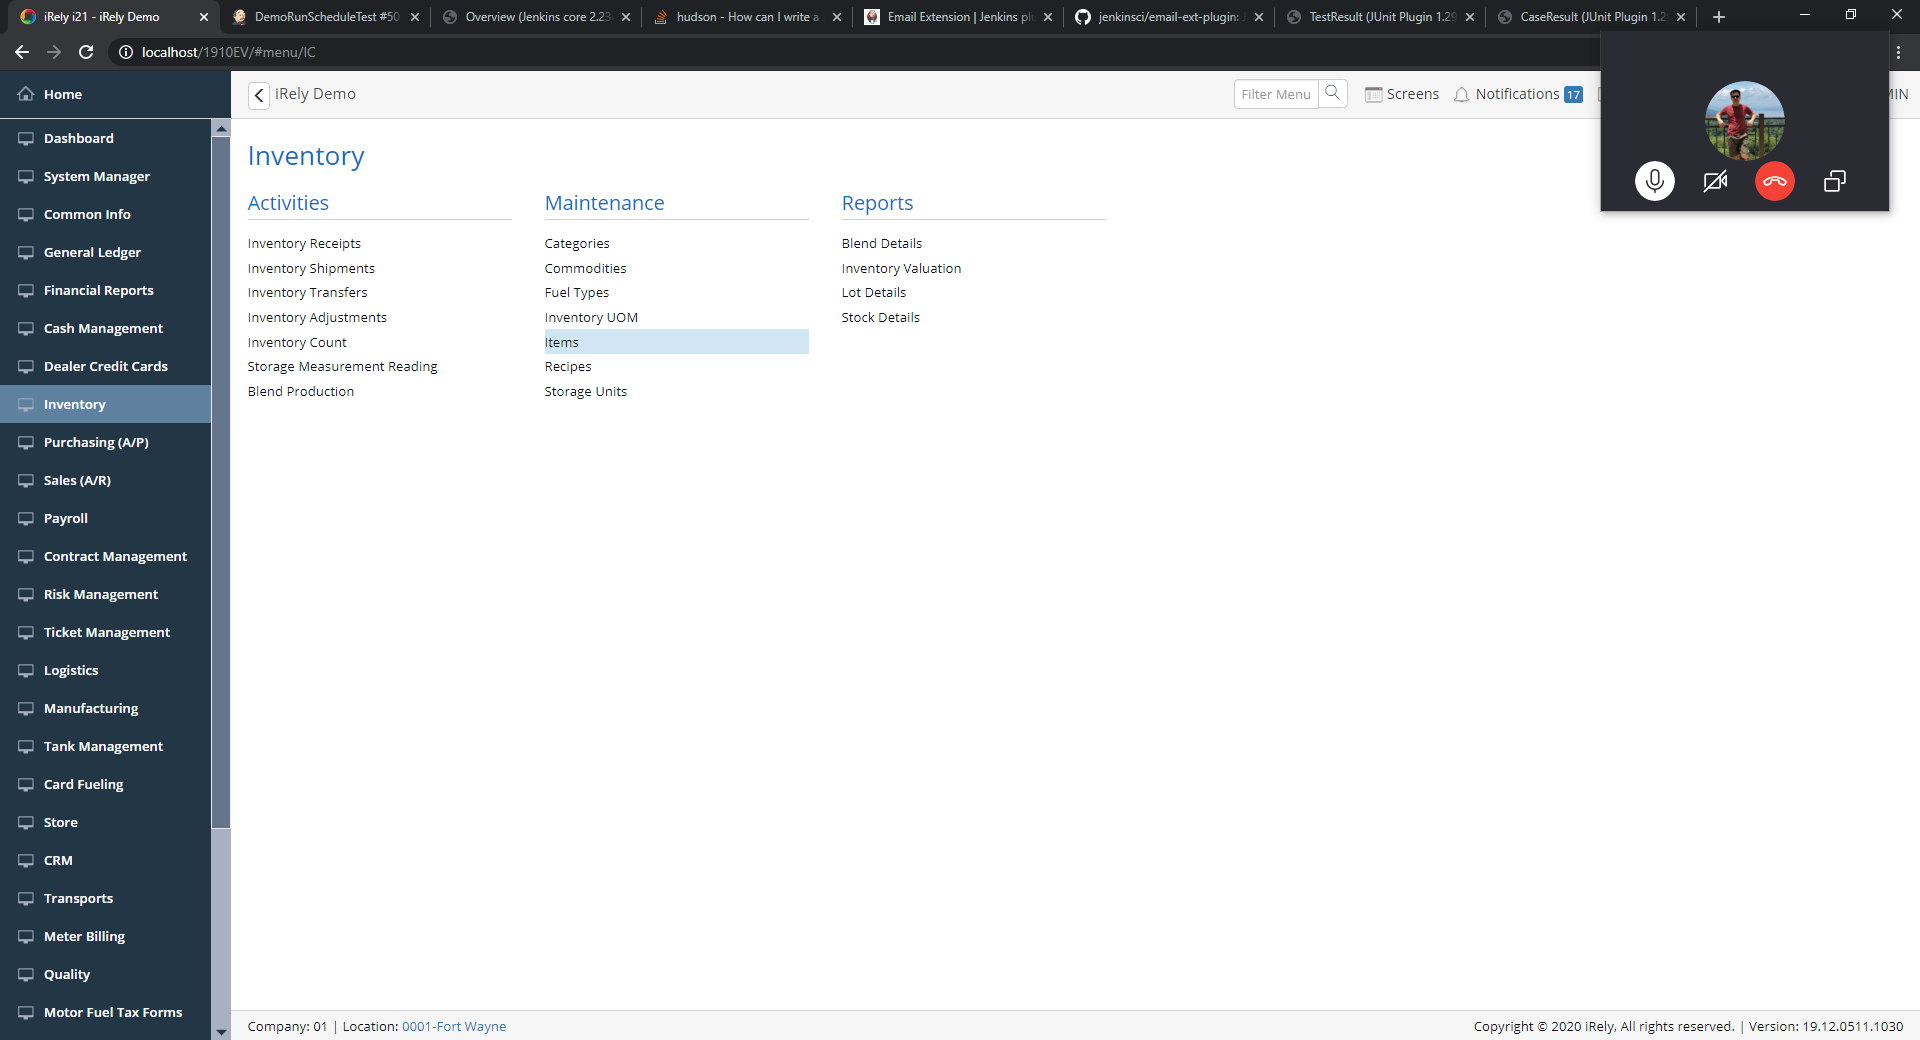 iRely i21 - iRely Demo
DemoRunScheduleTest #50
Overview (Jenkins core 2.23
hudson - How can I write a
Email Extension | Jenkins plu
jenkinsci/email-ext-plugin: J
TestResult (JUnit Plugin 1.29
CaseResult (JUnit Plugin 1.2
localhost/1910EV/#menu/IC
Home
Dashboard
System Manager
Common Info
General Ledger
Financial Reports
Cash Management
Dealer Credit Cards
Inventory
Purchasing (A/P)
Sales (A/R)
Payroll
Contract Management
Risk Management
Ticket Management
Logistics
Manufacturing
Tank Management
Card Fueling
Store
CRM
Transports
Meter Billing
Quality
Motor Fuel Tax Forms
iRely Demo
Filter Menu
Screens
Notifications 17
MIN
Inventory
Activities
Inventory Receipts
Inventory Shipments
Inventory Transfers
Inventory Adjustments
Inventory Count
Storage Measurement Reading
Blend Production
Maintenance
Categories
Commodities
Fuel Types
Inventory UOM
Items
Recipes
Storage Units
Reports
Blend Details
Inventory Valuation
Lot Details
Stock Details
Company: 01 | Location: 0001-Fort Wayne
Copyright © 2020 iRely, All rights reserved. | Version: 19.12.0511.1030